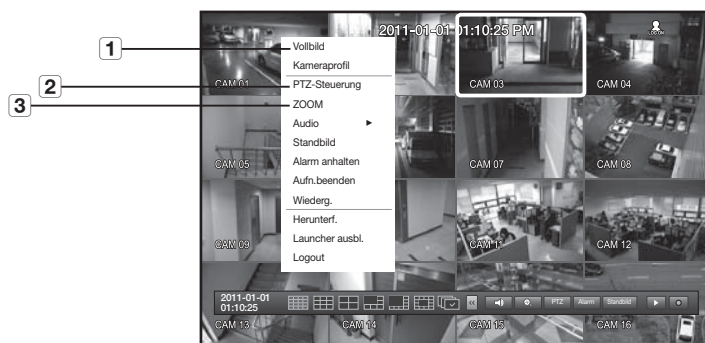 2011-01-01 01:10:25 PM
LOG ON
1
2
3
Vollbild
Kameraprofil
PTZ-Steuerung
ZOOM
Audio ►
Standbild
Alarm anhalten
Aufn.beenden
Wiederg.
Herunterf.
Launcher ausbl.
Logout
CAM 01
CAM 03
CAM 04
CAM 05
CAM 07
CAM 08
CAM 09
CAM 11
CAM 12
2011-01-01
01:10:25
PTZ Alarm Standbild
CAM 13
CAM 14
CAM 15
CAM 16